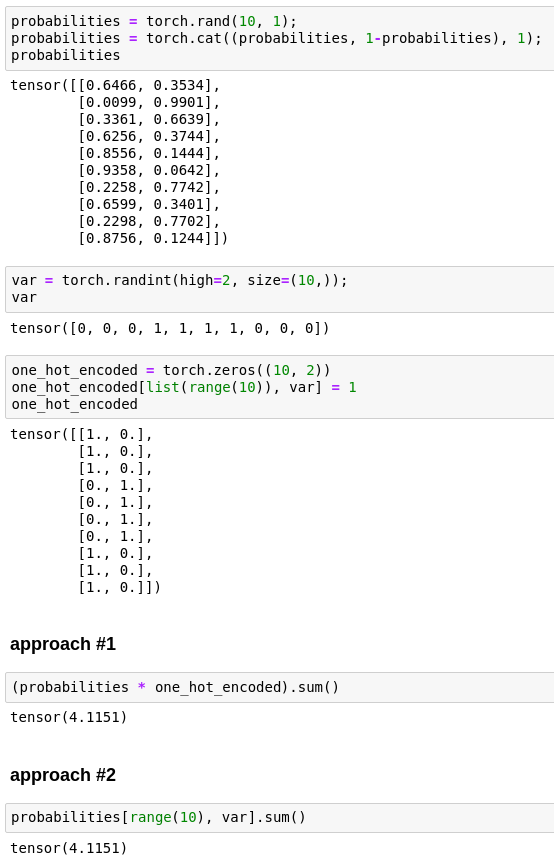 probabilities = torch.rand(10, 1);
probabilities = torch.cat((probabilities, 1-probabilities), 1);
probabilities
tensor([[0.6466, 0.3534],
        [0.0099, 0.9901],
        [0.3361, 0.6639],
        [0.6256, 0.3744],
        [0.8556, 0.1444],
        [0.9358, 0.0642],
        [0.2258, 0.7742],
        [0.6599, 0.3401],
        [0.2298, 0.7702],
        [0.8756, 0.1244]])
var = torch.randint(high=2, size=(10,));
var
tensor([0, 0, 0, 1, 1, 1, 1, 0, 0, 0])
one_hot_encoded = torch.zeros((10, 2))
one_hot_encoded[list(range(10)), var] = 1
one_hot_encoded
tensor([[1., 0.],
        [1., 0.],
        [1., 0.],
        [0., 1.],
        [0., 1.],
        [0., 1.],
        [0., 1.],
        [1., 0.],
        [1., 0.],
        [1., 0.]])
approach #1
(probabilities * one_hot_encoded).sum()
tensor(4.1151)
approach #2
probabilities[range(10), var].sum()
tensor(4.1151)